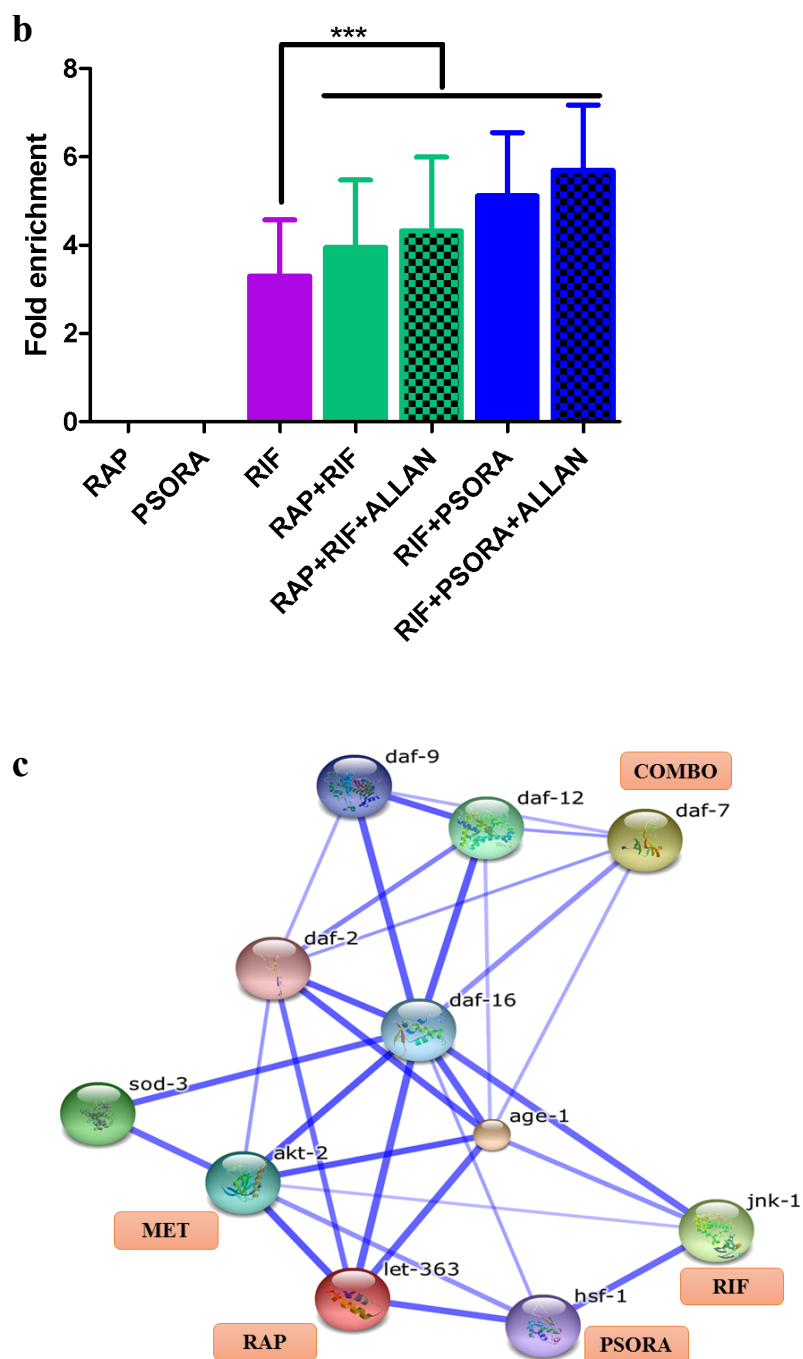 b
***
8
6
4
2
0
Fold enrichment
RAP
PSORA
RIF
RAP+RIF
RAP+RIF+ALLAN
RIF+PSORA
RIF+PSORA+ALLAN
c
daf-9
COMBO
daf-12
daf-7
daf-2
daf-16
sod-3
age-1
akt-2
MET
jnk-1
let-363
hsf-1
RIF
RAP
PSORA